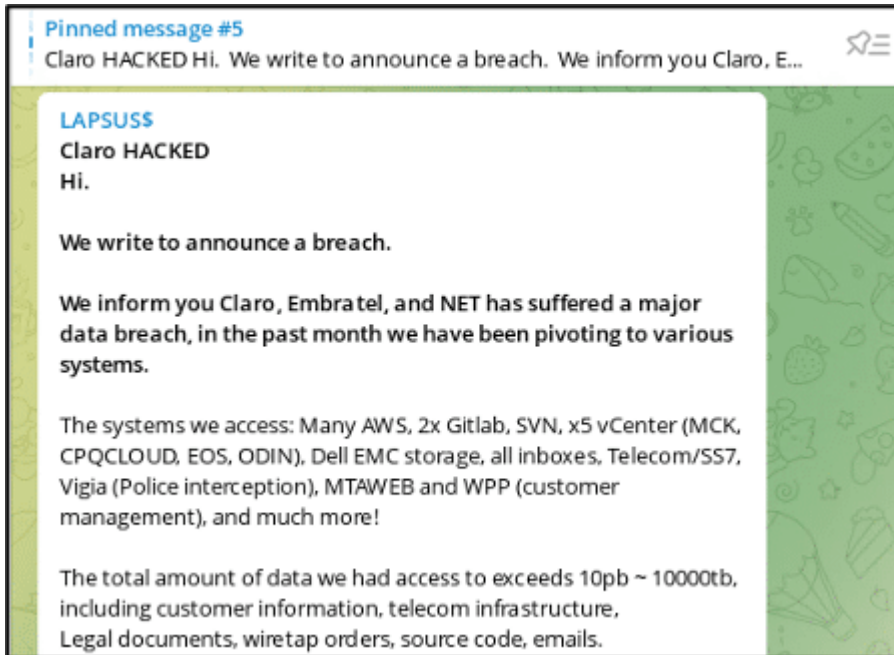 Pinned message #5
Claro HACKED Hi. We write to announce a breach. We inform you Claro, E...
LAPSUS$
Claro HACKED
Hi.
We write to announce a breach.
We inform you Claro, Embratel, and NET has suffered a major
data breach, in the past month we have been pivoting to various
systems.
The systems we access: Many AWS, 2x Gitlab, SVN, x5 vCenter (MCK,
CPQCLOUD, EOS, ODIN), Dell EMC storage, all inboxes, Telecom/SS7,
Vigia (Police interception), MTAWEB and WPP (customer
management), and much more!
The total amount of data we had access to exceeds 10pb ~ 10000tb,
including customer information, telecom infrastructure,
Legal documents, wiretap orders, source code, emails.